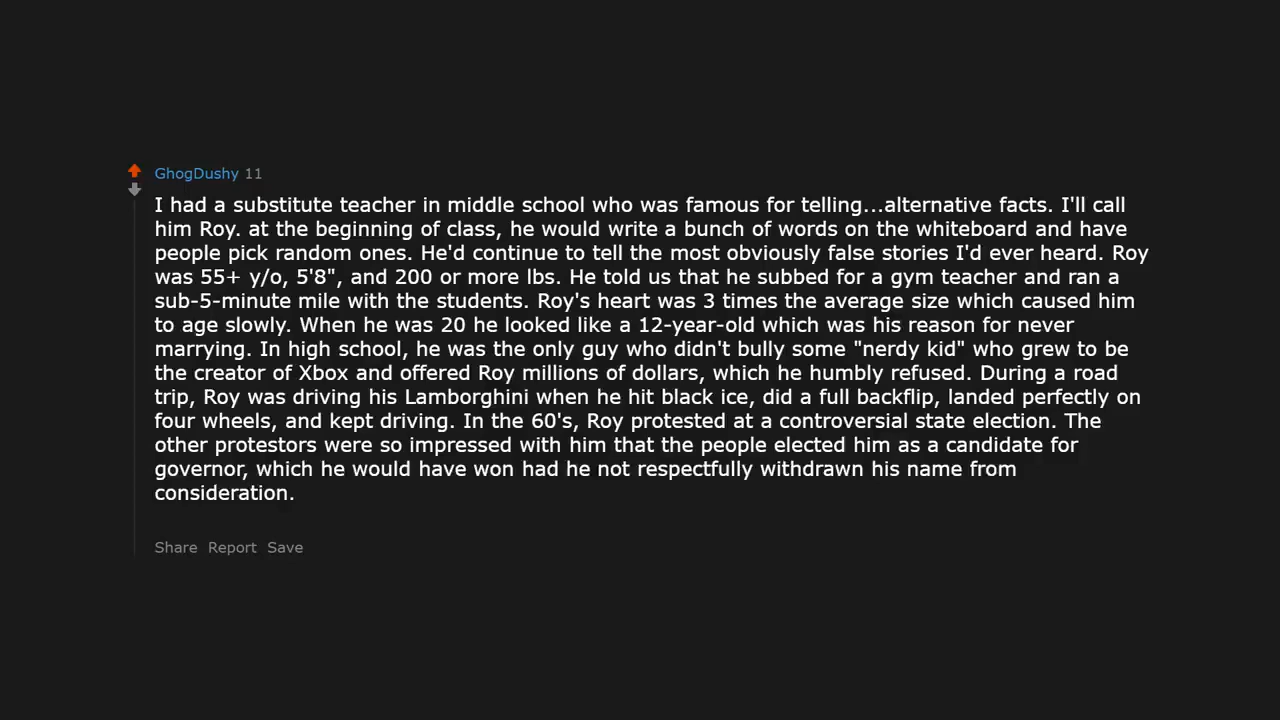 GhogDushy 11
I had a substitute teacher in middle school who was famous for telling...alternative facts. I'll call
him Roy. at the beginning of class, he would write a bunch of words on the whiteboard and have
people pick random ones. He'd continue to tell the most obviously false stories I'd ever heard. Roy
was 55+ y/o, 5'8", and 200 or more lbs. He told us that he subbed for a gym teacher and ran a
sub-5-minute mile with the students. Roy's heart was 3 times the average size which caused him
to age slowly. When he was 20 he looked like a 12-year-old which was his reason for never
marrying. In high school, he was the only guy who didn't bully some "nerdy kid" who grew to be
the creator of Xbox and offered Roy millions of dollars, which he humbly refused. During a road
trip, Roy was driving his Lamborghini when he hit black ice, did a full backflip, landed perfectly on
four wheels, and kept driving. In the 60's, Roy protested at a controversial state election. The
other protestors were so impressed with him that the people elected him as a candidate for
governor, which he would have won had he not respectfully withdrawn his name from
consideration.
Share Report Save